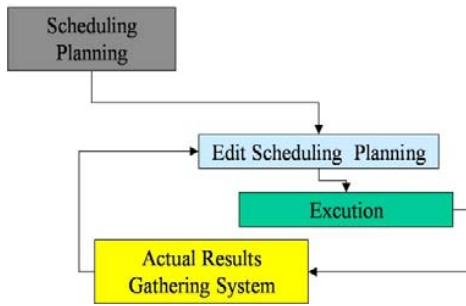 Scheduling
Planning
Edit Scheduling Planning
Excution
Actual Results
Gathering System